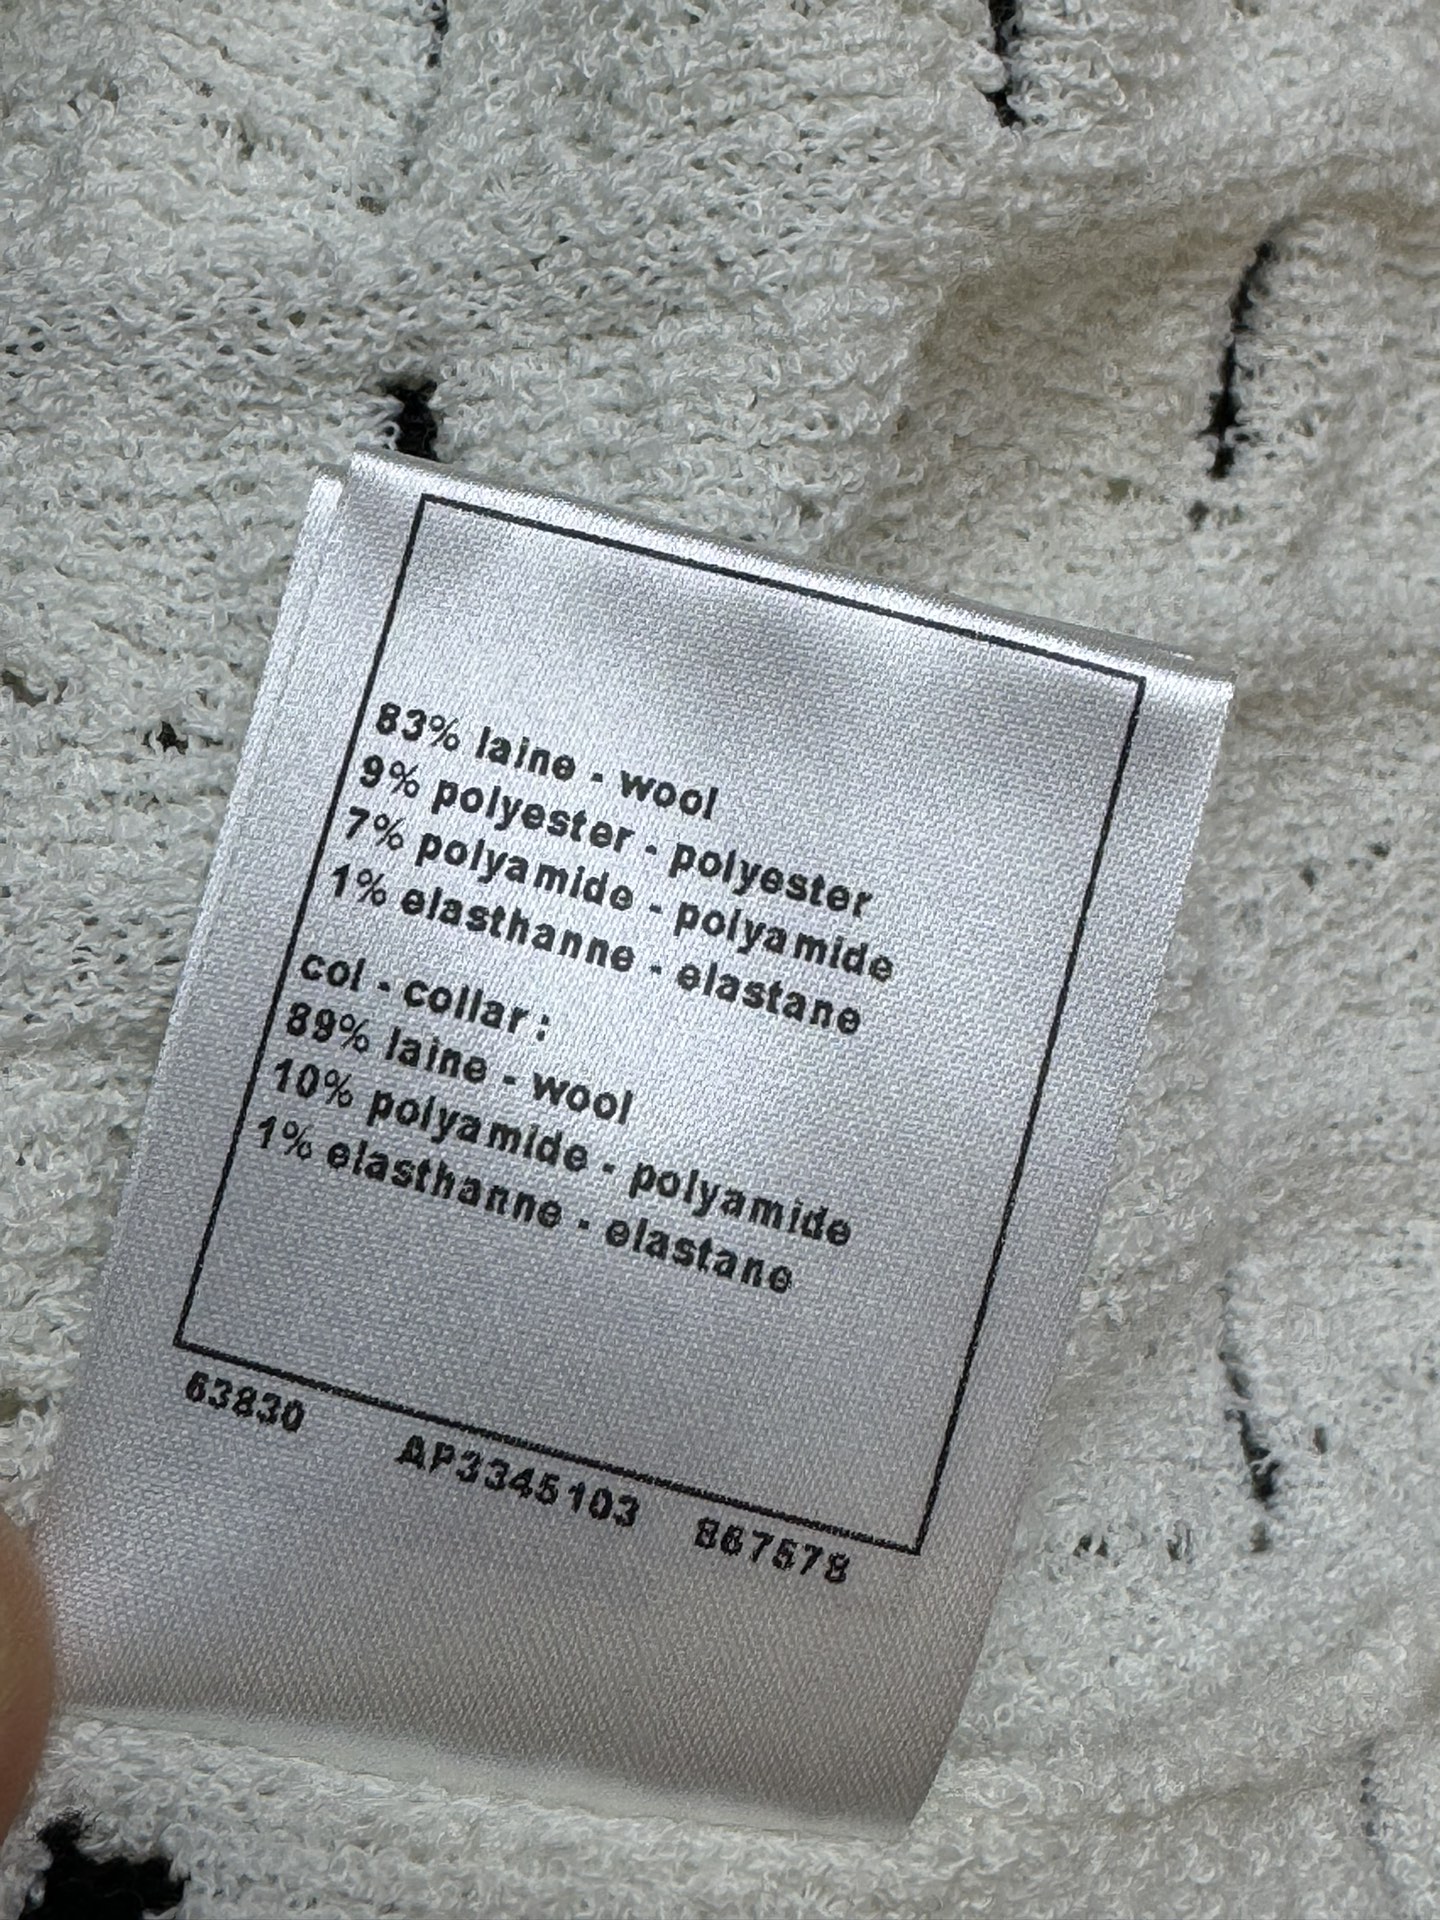 83% laine - wool
9% polyester - polyester
7% polyamide - polyamide
1% elasthanne - elastane
col - collar :
89% laine - wool
10% polyamide - polyamide
1% elasthanne - elastane
63830 AP3345103 867578